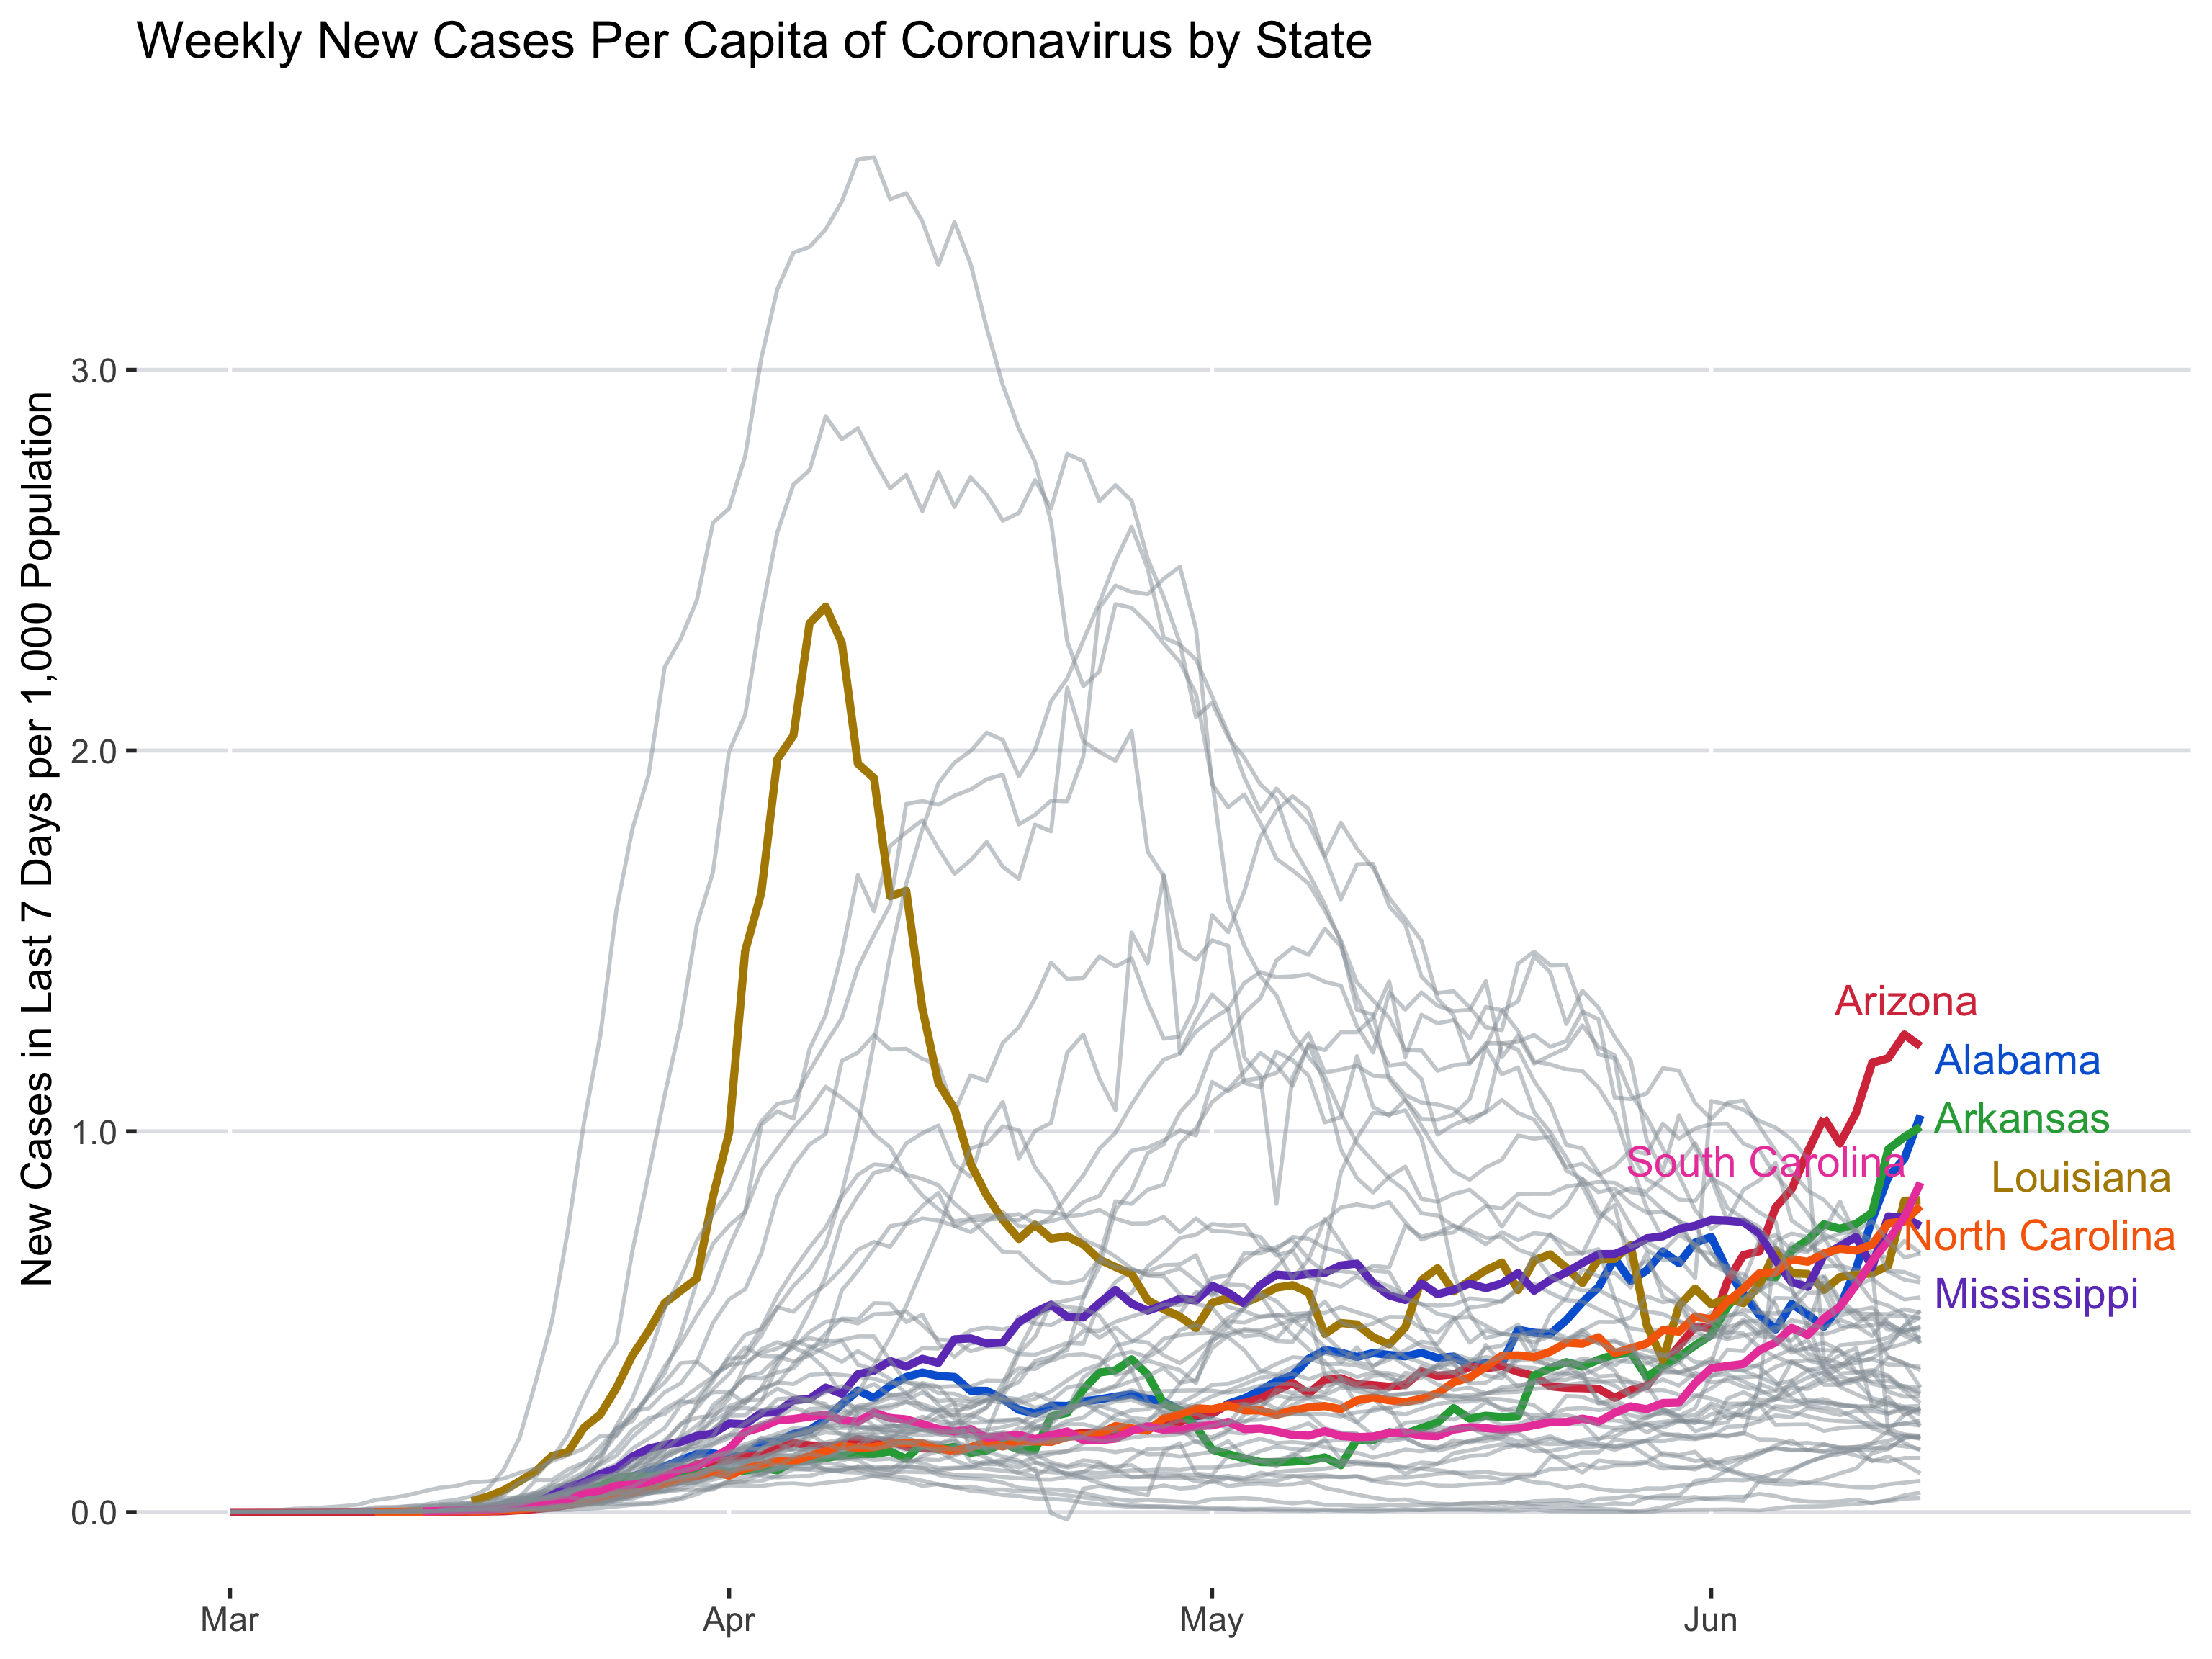 Weekly New Cases Per Capita of Coronavirus by State
New Cases in Last 7 Days per 1,000 Population
3.0
2.0
1.0
0.0
Mar
Apr
May
Jun
Arizona
Alabama
Arkansas
South Carolina
Louisiana
North Carolina
Mississippi